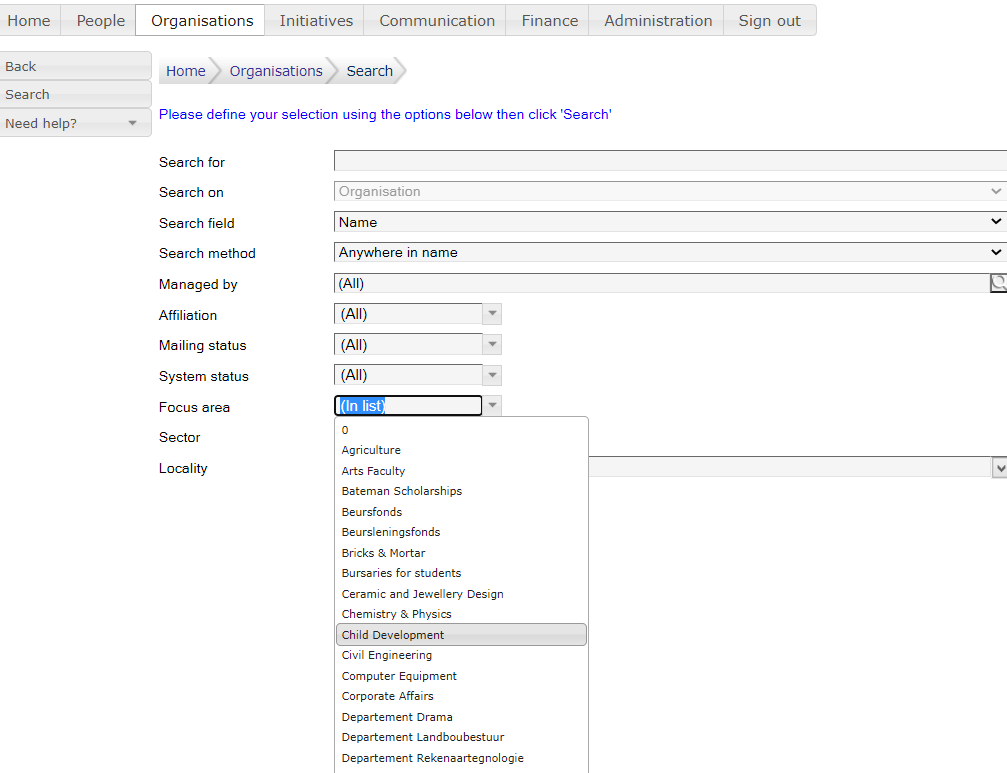 Home People Organisations Initiatives Communication Finance Administration Sign out
Back
Search
Need help?
Home Organisations Search
Please define your selection using the options below then click 'Search'
Search for
Search on Organisation
Search field Name
Search method Anywhere in name
Managed by (All)
Affiliation (All)
Mailing status (All)
System status (All)
Focus area (In list)
Sector
Locality
0
Agriculture
Arts Faculty
Bateman Scholarships
Beursfonds
Beursleningsfonds
Bricks & Mortar
Bursaries for students
Ceramic and Jewellery Design
Chemistry & Physics
Child Development
Civil Engineering
Computer Equipment
Corporate Affairs
Departement Drama
Departement Landboubestuur
Departement Rekenaartegnologie